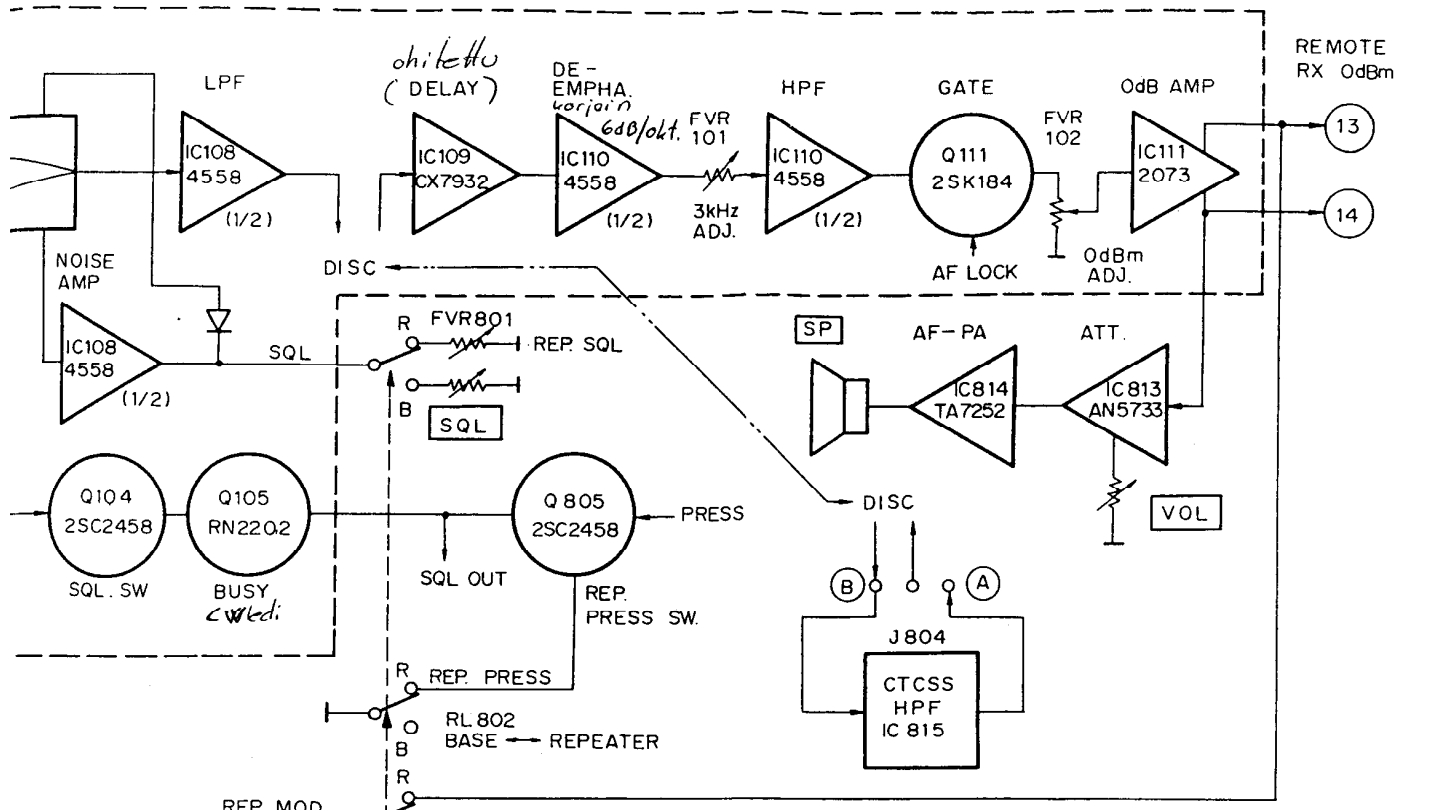 REMOTE
RX 0dBm
ohitettu
(DELAY)
LPF
DE-
EMPHA.
korjain
6dB/okt.
FVR
101
HPF
GATE
FVR
102
0dB AMP
13
IC108
4558
(1/2)
IC109
CX7932
IC110
4558
(1/2)
3kHz
ADJ.
IC110
4558
(1/2)
Q111
2SK184
AF LOCK
0dBm
ADJ.
IC111
2073
14
NOISE
AMP
DISC
IC108
4558
(1/2)
SQL
R
FVR801
REP. SQL
B
SQL
SP
AF-PA
ATT.
IC814
TA7252
IC813
AN5733
VOL
Q104
2SC2458
SQL. SW
Q105
RN2202
BUSY
SQL OUT
Q805
2SC2458
PRESS
REP.
PRESS SW.
DISC
B
A
J804
CTCSS
HPF
IC 815
R
REP. PRESS
B
RL802
BASE ↔ REPEATER
R
REP. MOD